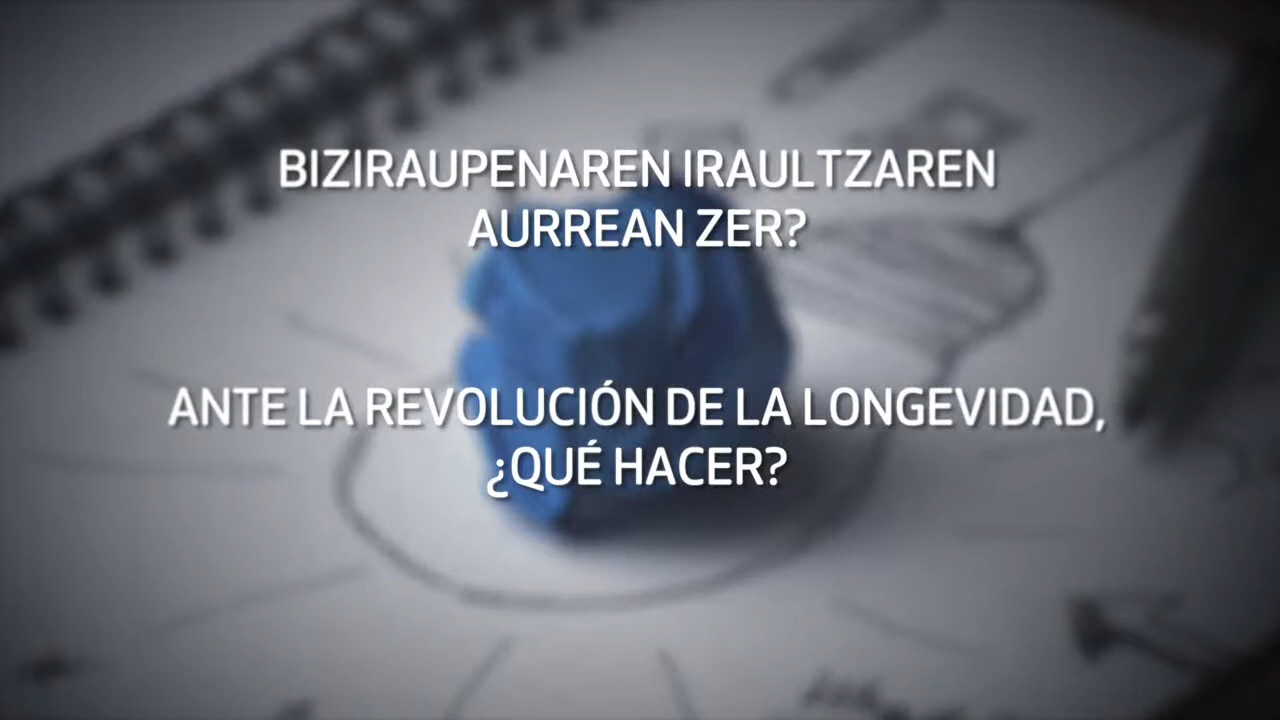 BIZIRAUPENAREN IRAULTZAREN
AURREAN ZER?
ANTE LA REVOLUCIÓN DE LA LONGEVIDAD,
¿QUÉ HACER?